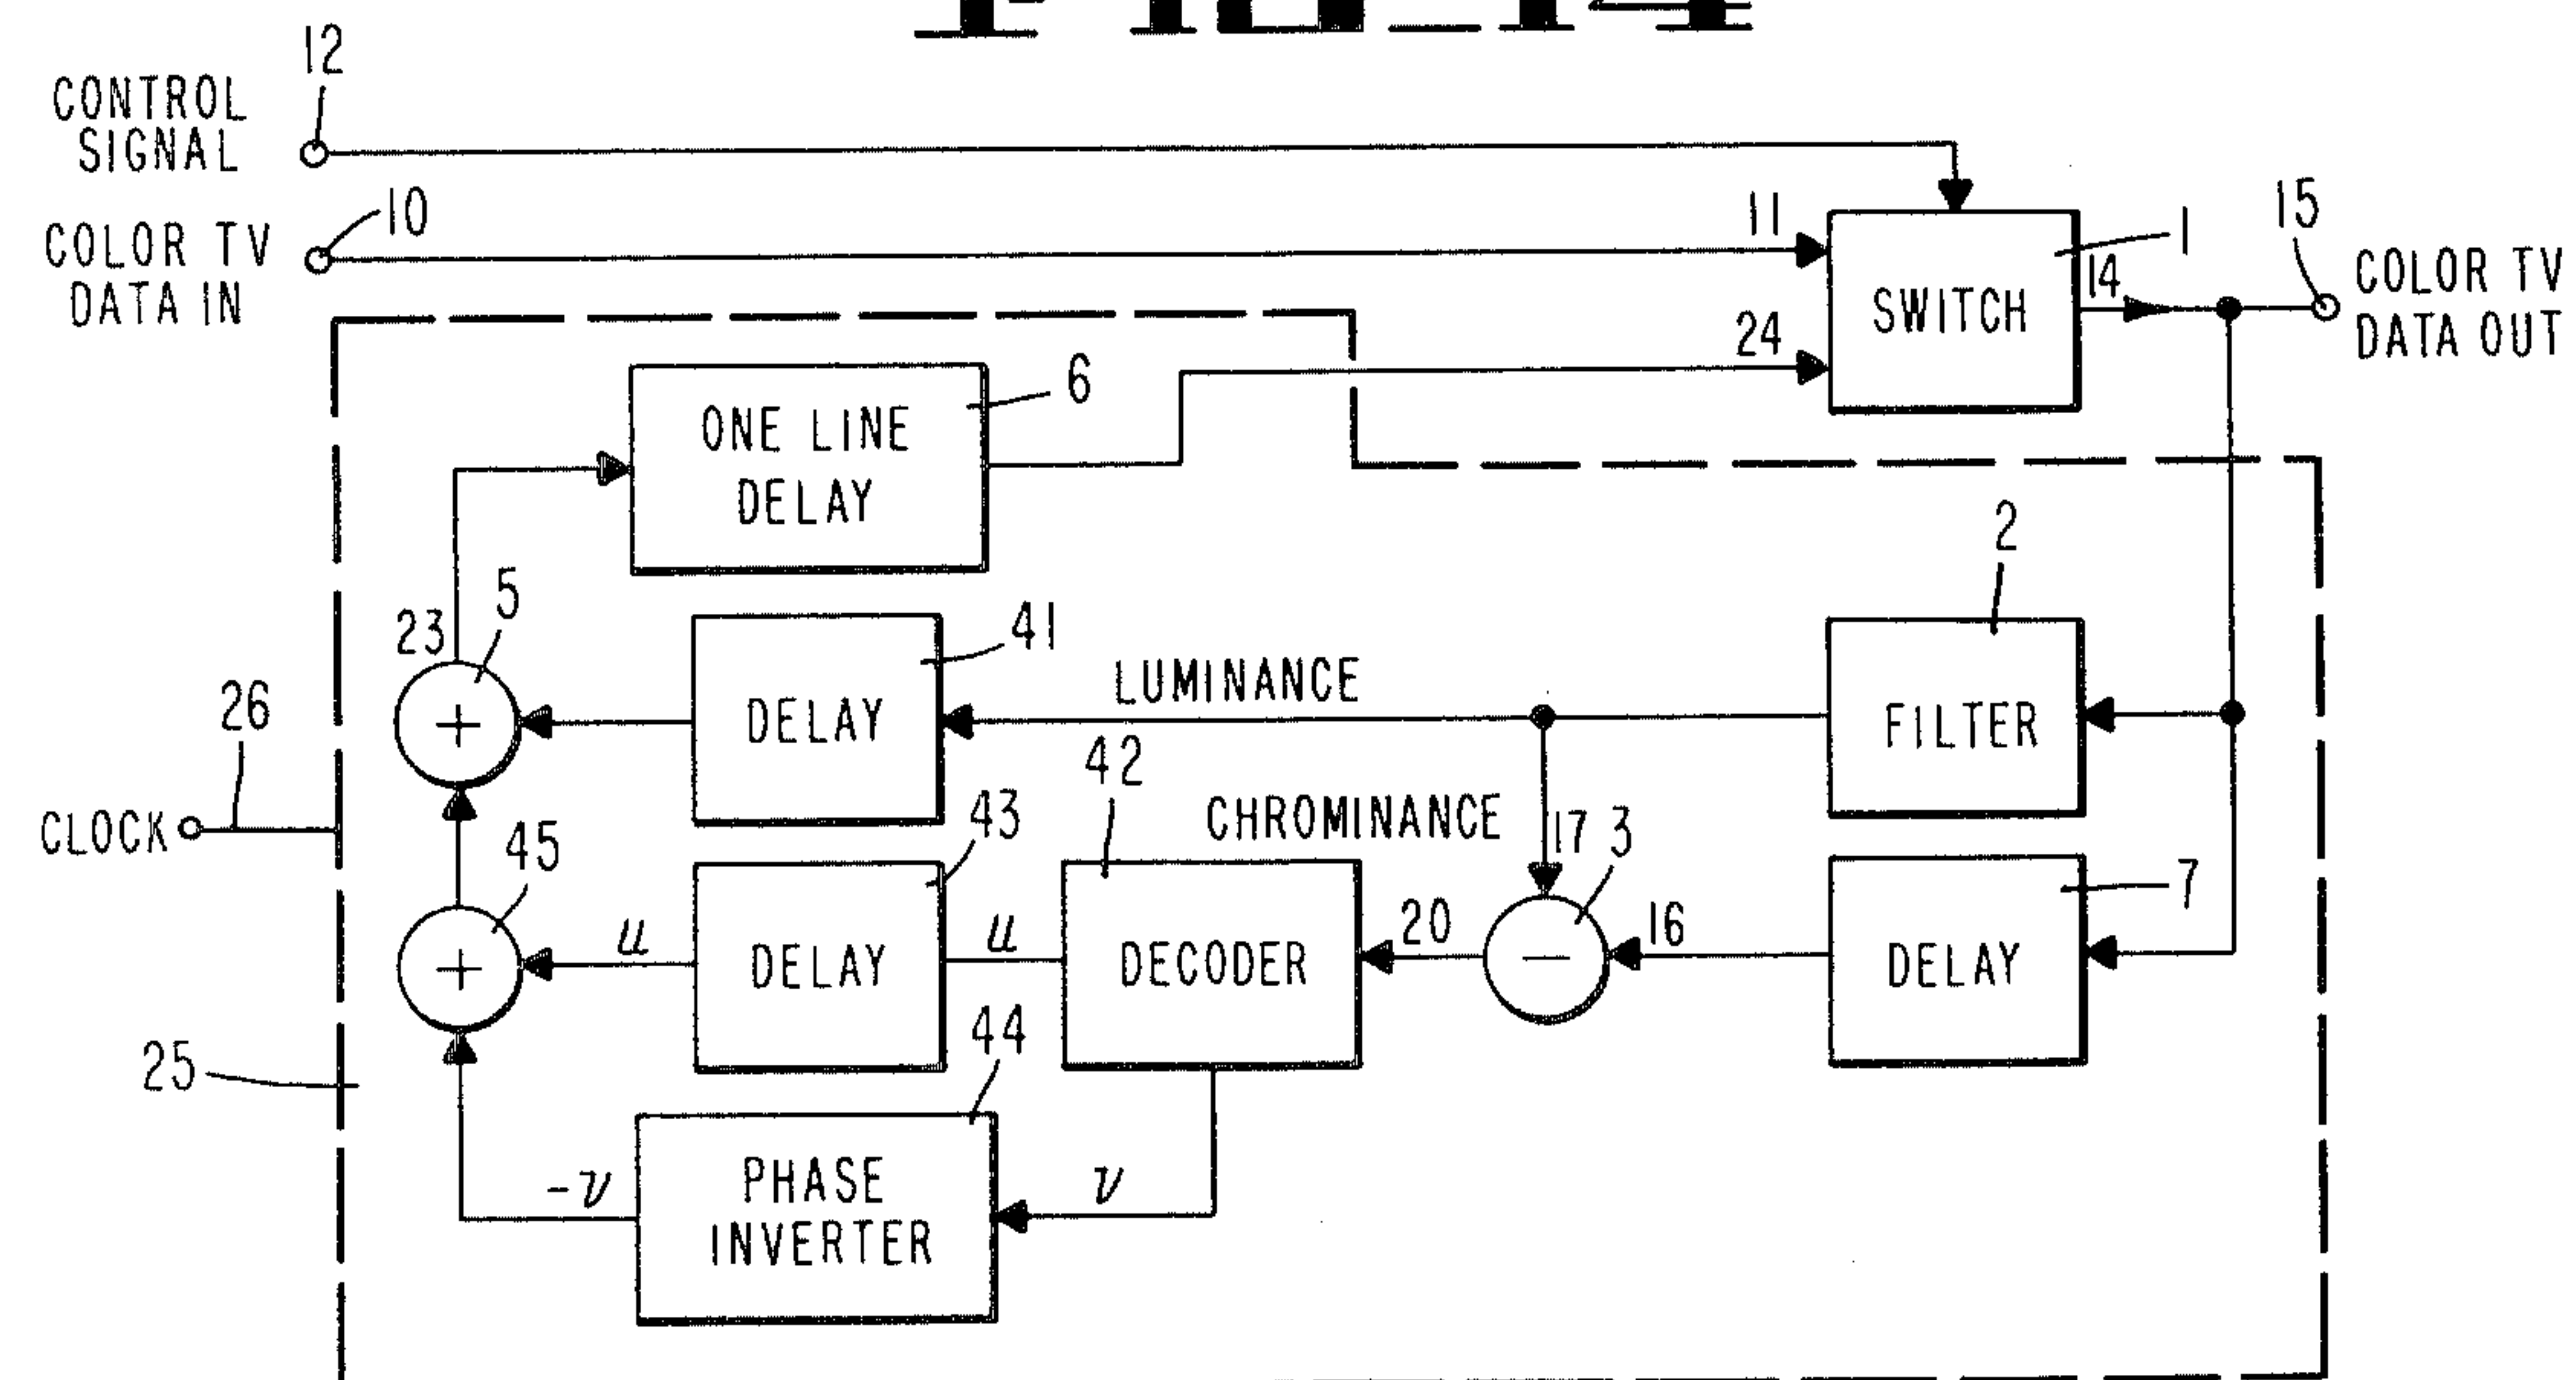 FIG_14
12
CONTROL
SIGNAL
10
COLOR TV
DATA IN
11
1
15
SWITCH
14
COLOR TV
DATA OUT
24
6
ONE LINE
DELAY
2
5
23
41
DELAY
LUMINANCE
FILTER
26
CLOCK
42
CHROMINANCE
17
3
45
43
7
u
DELAY
u
DECODER
20
16
DELAY
25
44
-v
PHASE
INVERTER
v